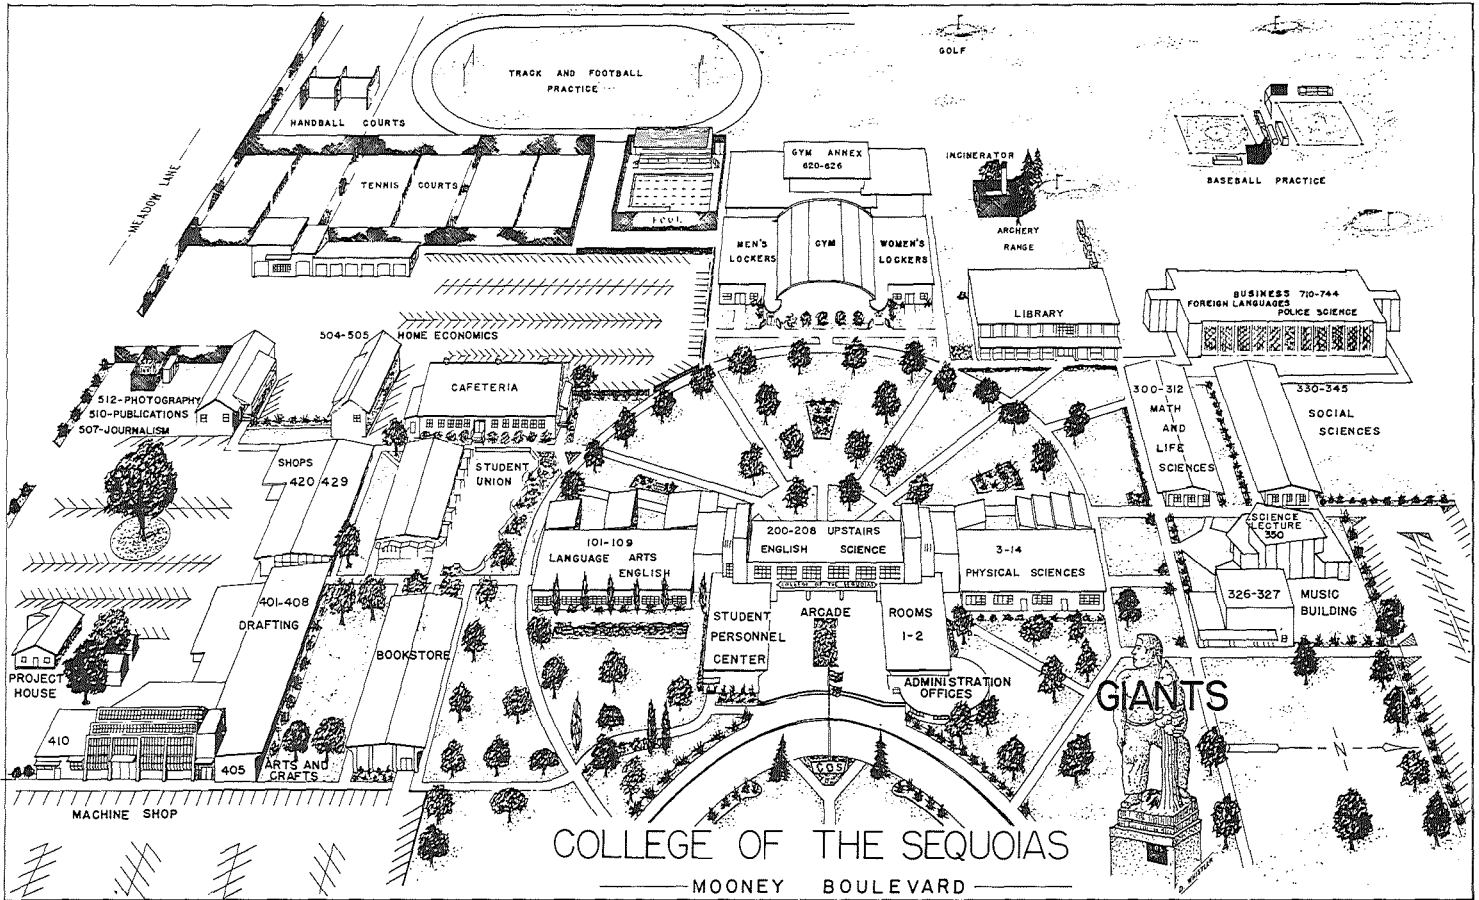 GOLF
TRACK AND FOOTBALL
PRACTICE
HANDBALL COURTS
MEADOW LANE
TENNIS COURTS
POOL
GYM ANNEX
620-626
MEN'S
LOCKERS
GYM
WOMEN'S
LOCKERS
INCINERATOR
ARCHERY
RANGE
BASEBALL PRACTICE
LIBRARY
BUSINESS 710-744
FOREIGN LANGUAGES
POLICE SCIENCE
504-505 HOME ECONOMICS
CAFETERIA
512-PHOTOGRAPHY
510-PUBLICATIONS
507-JOURNALISM
SHOPS
420 429
STUDENT
UNION
300-312
MATH
AND
LIFE
SCIENCES
330-345
SOCIAL
SCIENCES
SCIENCE
LECTURE
350
101-109
LANGUAGE ARTS
ENGLISH
200-208 UPSTAIRS
ENGLISH SCIENCE
COLLEGE OF THE SEQUOIAS
3-14
PHYSICAL SCIENCES
326-327
MUSIC
BUILDING
401-408
DRAFTING
BOOKSTORE
STUDENT
PERSONNEL
CENTER
ARCADE
ROOMS
1-2
ADMINISTRATION
OFFICES
PROJECT
HOUSE
410
405
ARTS AND
CRAFTS
MACHINE SHOP
GIANTS
N
COS
COLLEGE OF THE SEQUOIAS
MOONEY BOULEVARD